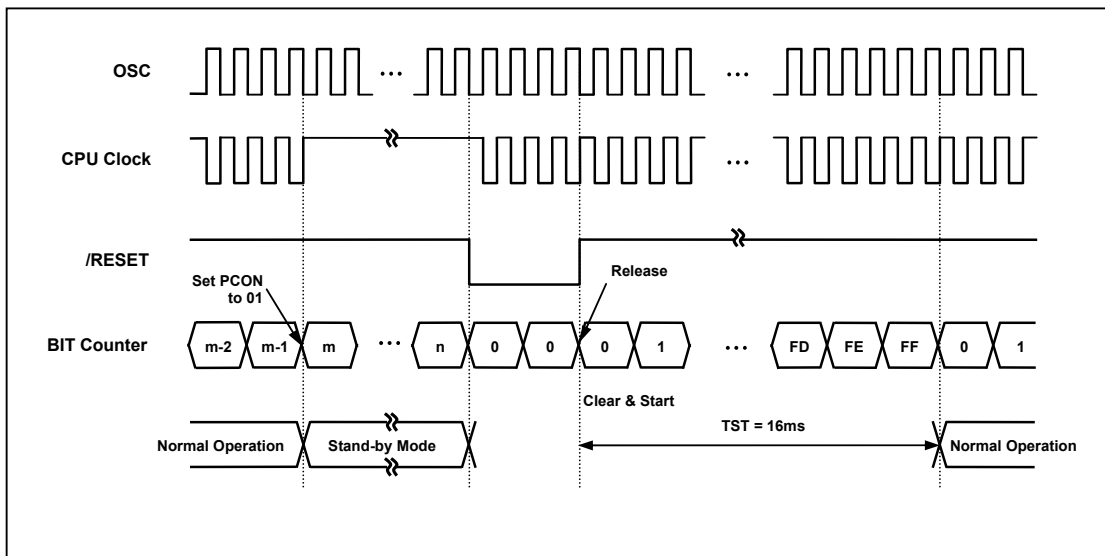 OSC
...
...
CPU Clock
...
/RESET
Set PCON
to 01
Release
BIT Counter
m-2 m-1 m ... n 0 0 0 1 ... FD FE FF 0 1
Clear & Start
TST = 16ms
Normal Operation Stand-by Mode Normal Operation